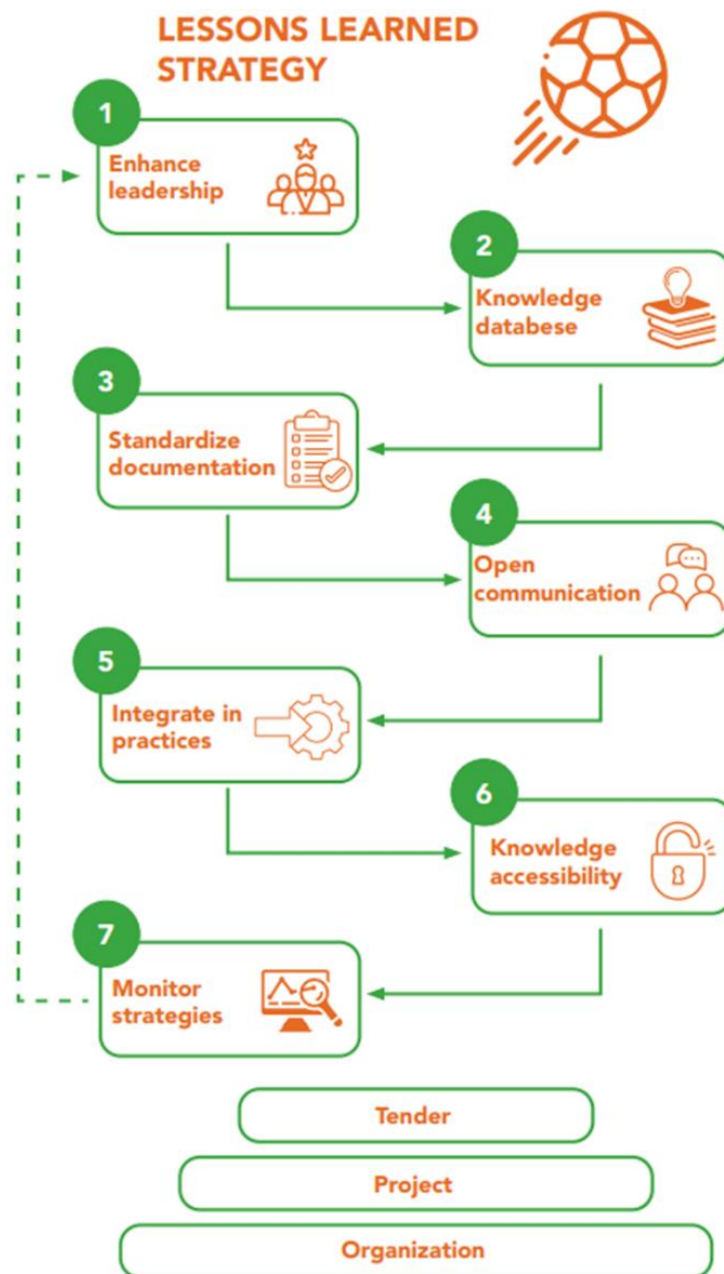 LESSONS LEARNED
STRATEGY
1
Enhance
leadership
2
Knowledge
databese
3
Standardize
documentation
4
Open
communication
5
Integrate in
practices
6
Knowledge
accessibility
7
Monitor
strategies
Tender
Project
Organization